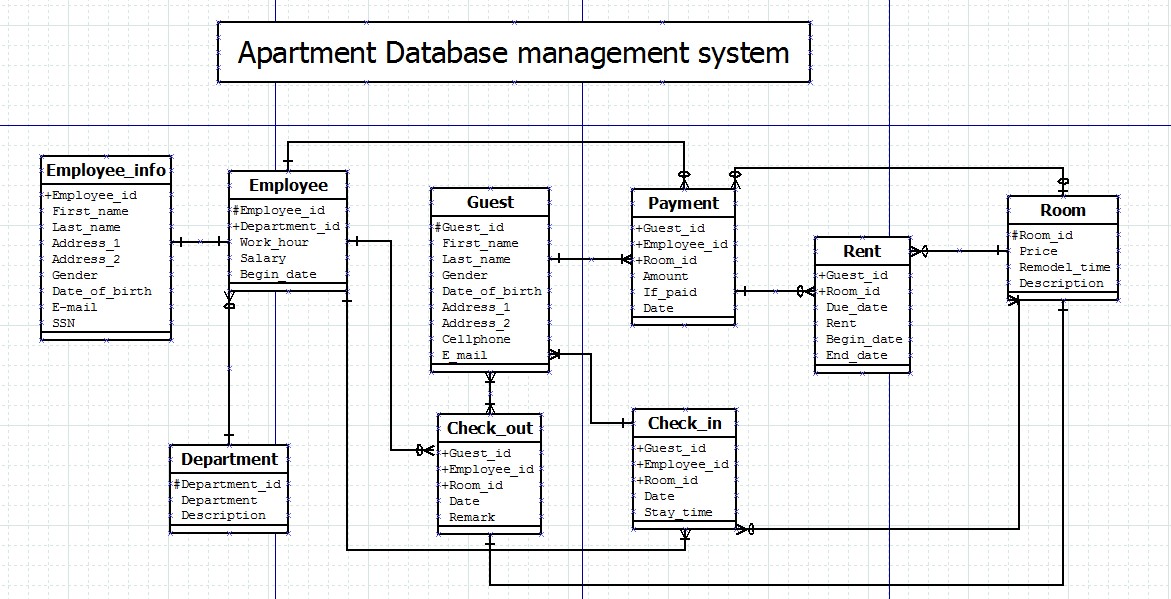 Apartment Database management system
Employee_info
+Employee_id
First_name
Last_name
Address_1
Address_2
Gender
Date_of_birth
E-mail
SSN
Employee
#Employee_id
+Department_id
Work_hour
Salary
Begin_date
Guest
#Guest_id
First_name
Last_name
Gender
Date_of_birth
Address_1
Address_2
Cellphone
E_mail
Payment
+Guest_id
+Employee_id
+Room_id
Amount
If_paid
Date
Rent
+Guest_id
+Room_id
Due_date
Rent
Begin_date
End_date
Room
#Room_id
Price
Remodel_time
Description
Department
#Department_id
Department
Description
Check_out
+Guest_id
+Employee_id
+Room_id
Date
Remark
Check_in
+Guest_id
+Employee_id
+Room_id
Date
Stay_time